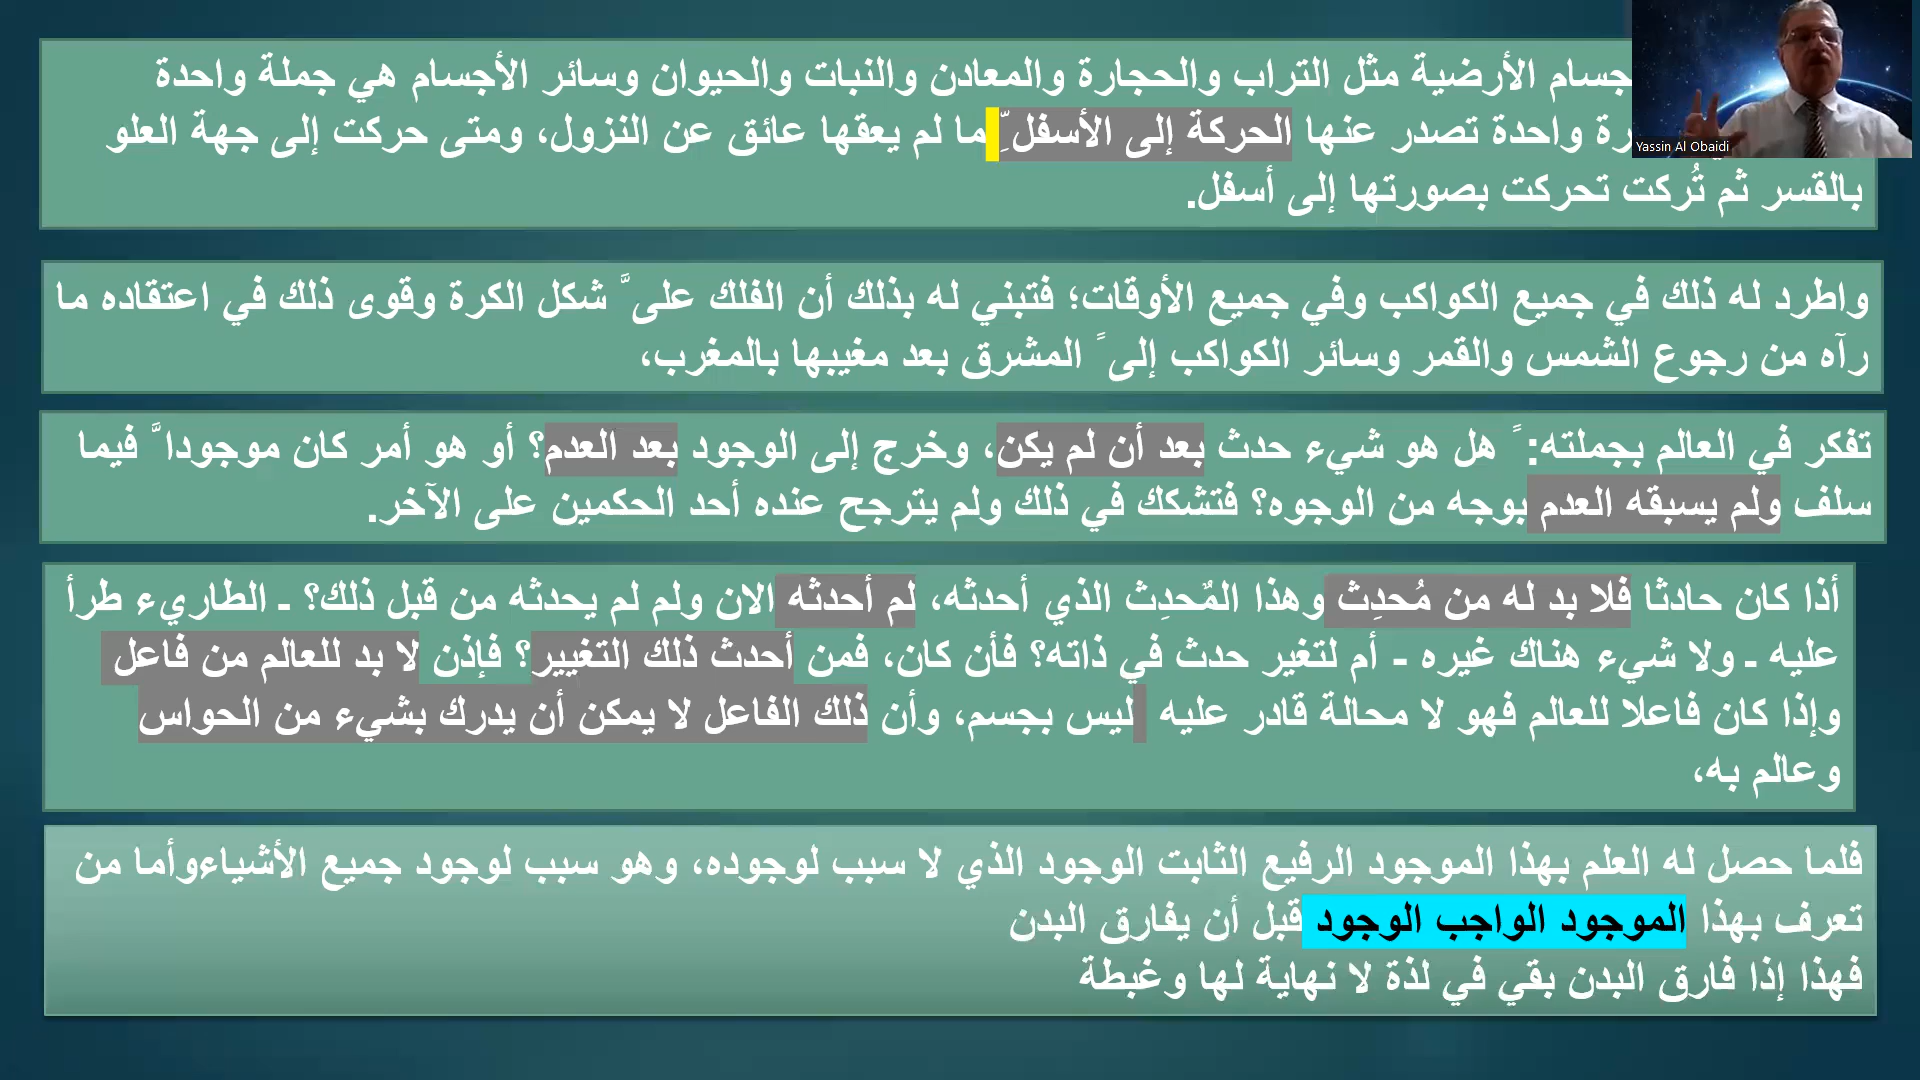 الأرضية مثل التراب والحجارة والمعادن والنبات والحيوان وسائر الأجسام هي جملة واحدة
واحدة تصدر عنها الحركة إلى الأسفل ِّما لم يعقها عائق عن النزول، ومتى حركت إلى جهة العلو
بالقسر ثم تُركت تحركت بصورتها إلى أسفل.
واطرد له ذلك في جميع الكواكب وفي جميع الأوقات؛ فتبني له بذلك أن الفلك على َّ شكل الكرة وقوى ذلك في اعتقاده ما
رآه من رجوع الشمس والقمر وسائر الكواكب إلى ً المشرق بعد مغيبها بالمغرب،
تفكر في العالم بجملته: ً هل هو شيء حدث بعد أن لم يكن، وخرج إلى الوجود بعد العدم؟ أو هو أمر كان موجودا َّ فيما
سلف ولم يسبقه العدم بوجه من الوجوه؟ فتشكك في ذلك ولم يترجح عنده أحد الحكمين على الآخر.
أذا كان حادثا فلا بد له من مُحدِث وهذا المٌحدِث الذي أحدثه، لم أحدثه الان ولم لم يحدثه من قبل ذلك؟ ـ الطاريء طرأ
عليه ـ ولا شيء هناك غيره - أم لتغير حدث في ذاته؟ فأن كان، فمن أحدث ذلك التغيير؟ فإذن لا بد للعالم من فاعل
وإذا كان فاعلا للعالم فهو لا محالة قادر عليه ليس بجسم، وأن ذلك الفاعل لا يمكن أن يدرك بشيء من الحواس
وعالم به،
فلما حصل له العلم بهذا الموجود الرفيع الثابت الوجود الذي لا سبب لوجوده، وهو سبب لوجود جميع الأشياءوأما من
تعرف بهذا الموجود الواجب الوجود قبل أن يفارق البدن
فهذا إذا فارق البدن بقي في لذة لا نهاية لها وغبطة
Yassin Al Obaidi